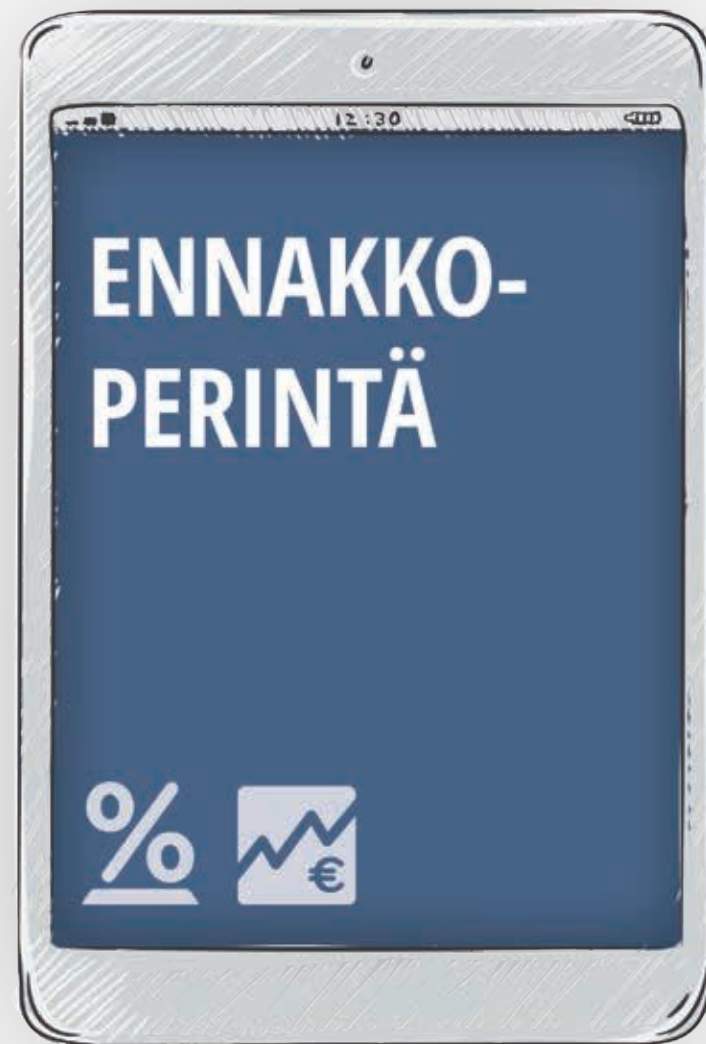 12:30
ENNAKKO-
PERINTÄ
%
€